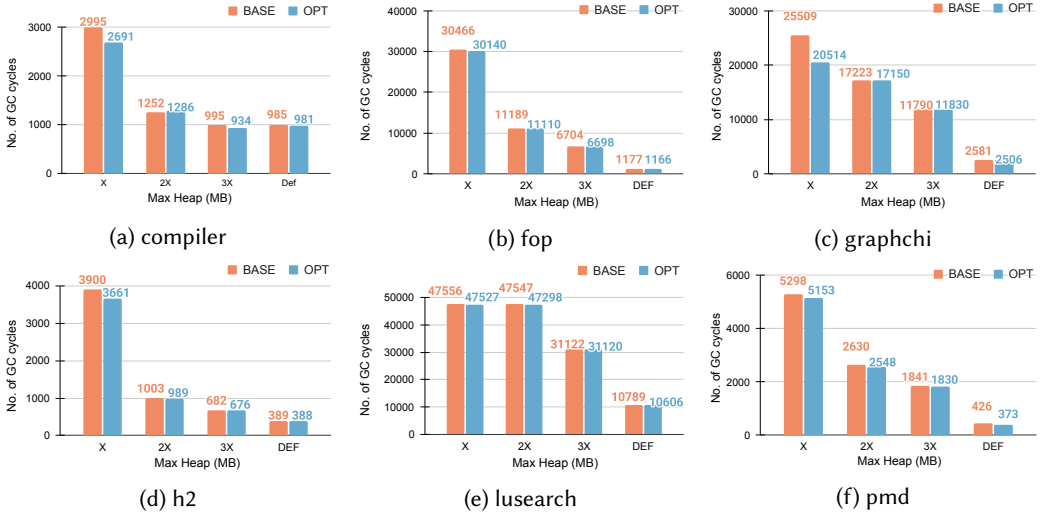 BASE OPT
No. of GC cycles
3000
2000
1000
0
2995
2691
1252
1286
995
934
985
981
X 2X 3X Def
Max Heap (MB)
(a) compiler
BASE OPT
No. of GC cycles
40000
30000
20000
10000
0
30466
30140
11189
11110
6704
6698
1177
1166
X 2X 3X DEF
Max Heap (MB)
(b) fop
BASE OPT
No. of GC cycles
30000
20000
10000
0
25509
20514
17223
17150
11790
11830
2581
2506
X 2X 3X DEF
Max Heap (MB)
(c) graphchi
BASE OPT
No. of GC cycles
4000
3000
2000
1000
0
3900
3661
1003
989
682
676
389
388
X 2X 3X DEF
Max Heap (MB)
(d) h2
BASE OPT
No. of GC cycles
50000
40000
30000
20000
10000
0
47556
47527
47547
47298
31122
31120
10789
10606
X 2X 3X DEF
Max Heap (MB)
(e) lusearch
BASE OPT
No. of GC cycles
6000
4000
2000
0
5298
5153
2630
2548
1841
1830
426
373
X 2X 3X DEF
Max Heap (MB)
(f) pmd